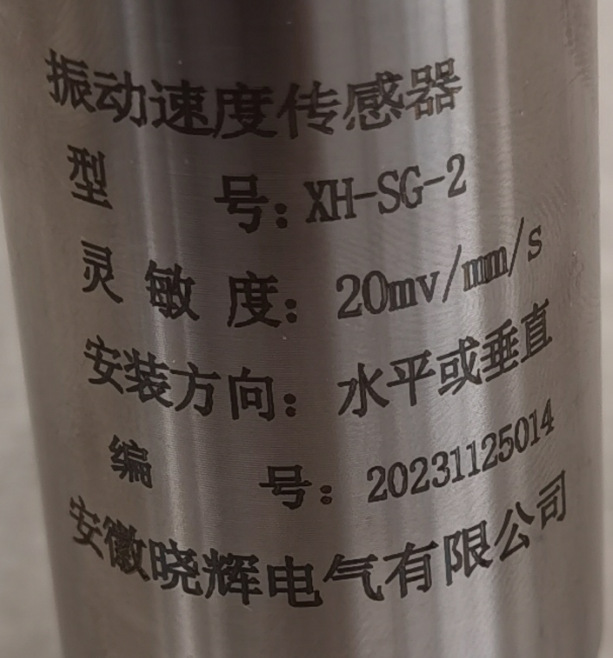 振动速度传感器
型 号: XH-SG-2
灵 敏 度: 20mv/mm/s
安装方向: 水平或垂直
编 号: 20231125014
安徽晓辉电气有限公司